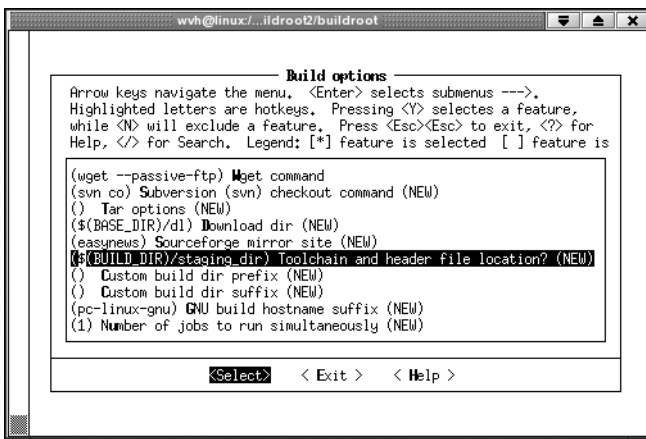 wvh@linux:/...ildroot2/buildroot
Build options
Arrow keys navigate the menu. <Enter> selects submenus --->.
Highlighted letters are hotkeys. Pressing <Y> selectes a feature,
while <N> will exclude a feature. Press <Esc><Esc> to exit, <?> for
Help, </> for Search. Legend: [*] feature is selected [ ] feature is
(wget --passive-ftp) Wget command
(svn co) Subversion (svn) checkout command (NEW)
() Tar options (NEW)
($(BASE_DIR)/dl) Download dir (NEW)
(easynews) Sourceforge mirror site (NEW)
($(BUILD_DIR)/staging_dir) Toolchain and header file location? (NEW)
() Custom build dir prefix (NEW)
() Custom build dir suffix (NEW)
(pc-linux-gnu) GNU build hostname suffix (NEW)
(1) Number of jobs to run simultaneously (NEW)
<Select> < Exit > < Help >